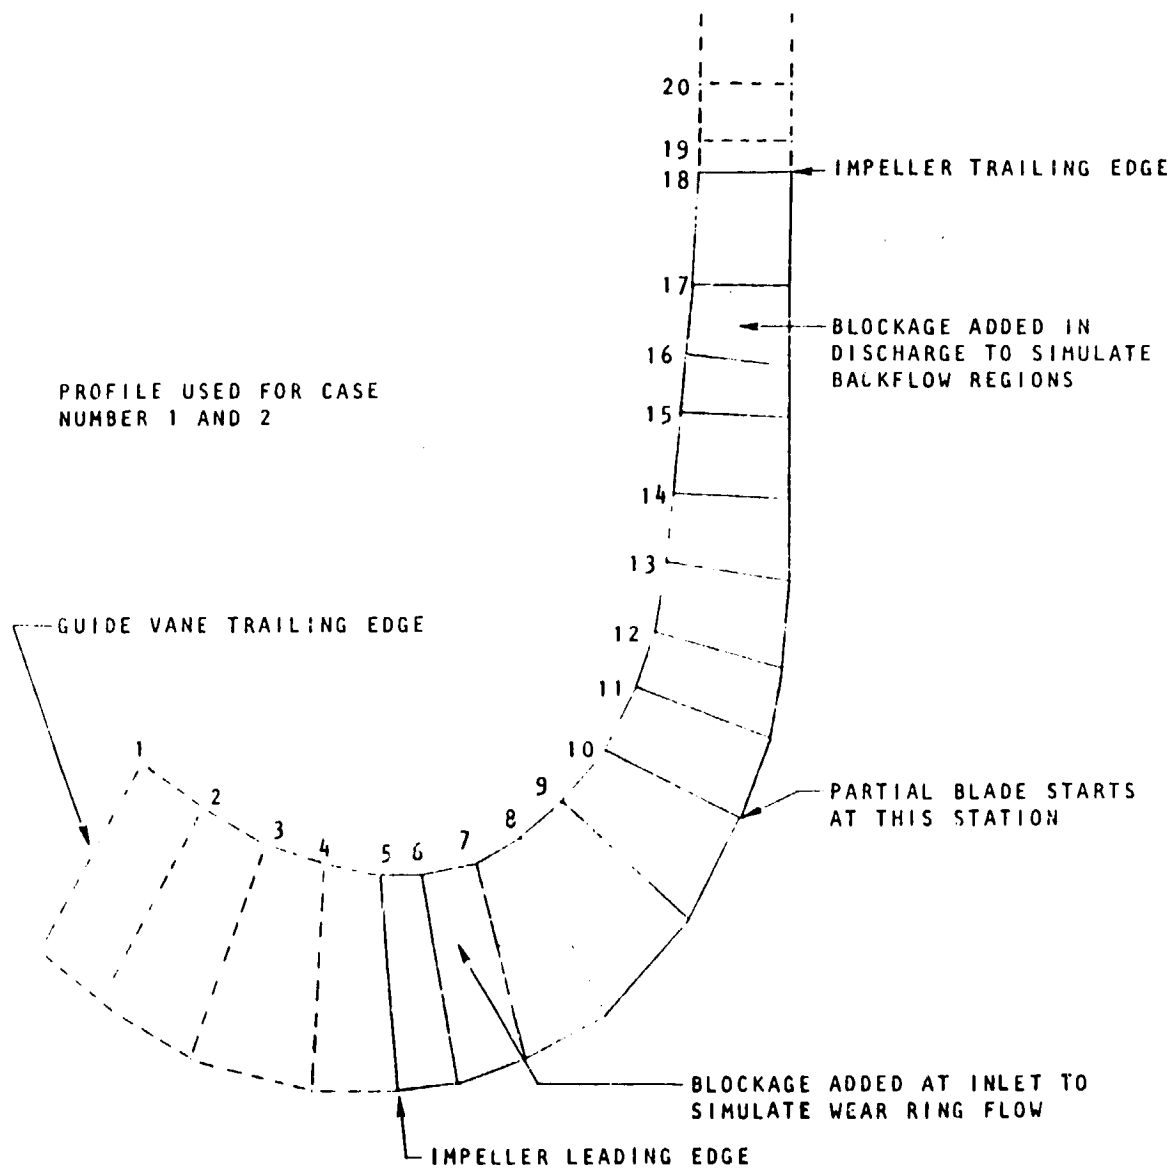 20
19
18
IMPELLER TRAILING EDGE
17
BLOCKAGE ADDED IN
DISCHARGE TO SIMULATE
BACKFLOW REGIONS
16
PROFILE USED FOR CASE
NUMBER 1 AND 2
15
14
13
GUIDE VANE TRAILING EDGE
12
11
10
1
2
3
4
5
6
7
8
9
PARTIAL BLADE STARTS
AT THIS STATION
BLOCKAGE ADDED AT INLET TO
SIMULATE WEAR RING FLOW
IMPELLER LEADING EDGE